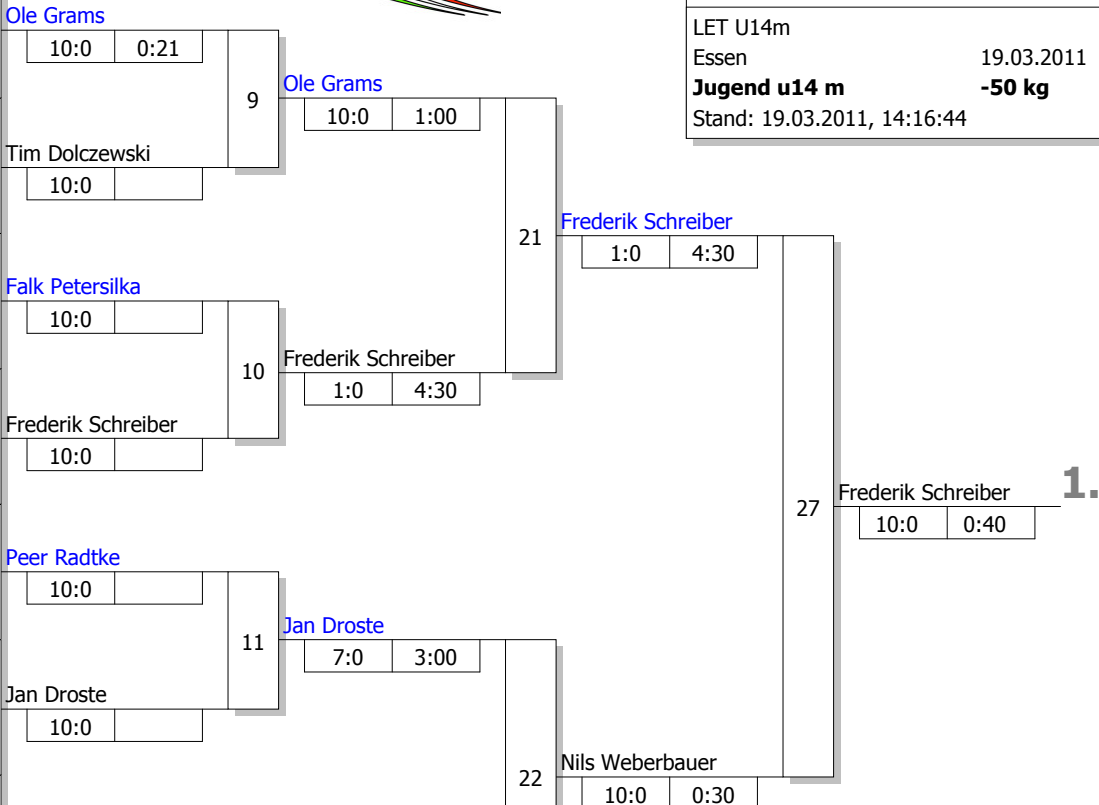 LET U14m
Essen 19.03.2011
Jugend u14 m -50 kg
Stand: 19.03.2011, 14:16:44
Ole Grams
10:0 0:21
9
Tim Dolczewski
10:0
Ole Grams
10:0 1:00
Falk Petersilka
10:0
10
Frederik Schreiber
10:0
Frederik Schreiber
1:0 4:30
21
Frederik Schreiber
1:0 4:30
Peer Radtke
10:0
11
Jan Droste
10:0
Jan Droste
7:0 3:00
22
Nils Weberbauer
10:0 0:30
27
Frederik Schreiber 1.
10:0 0:40